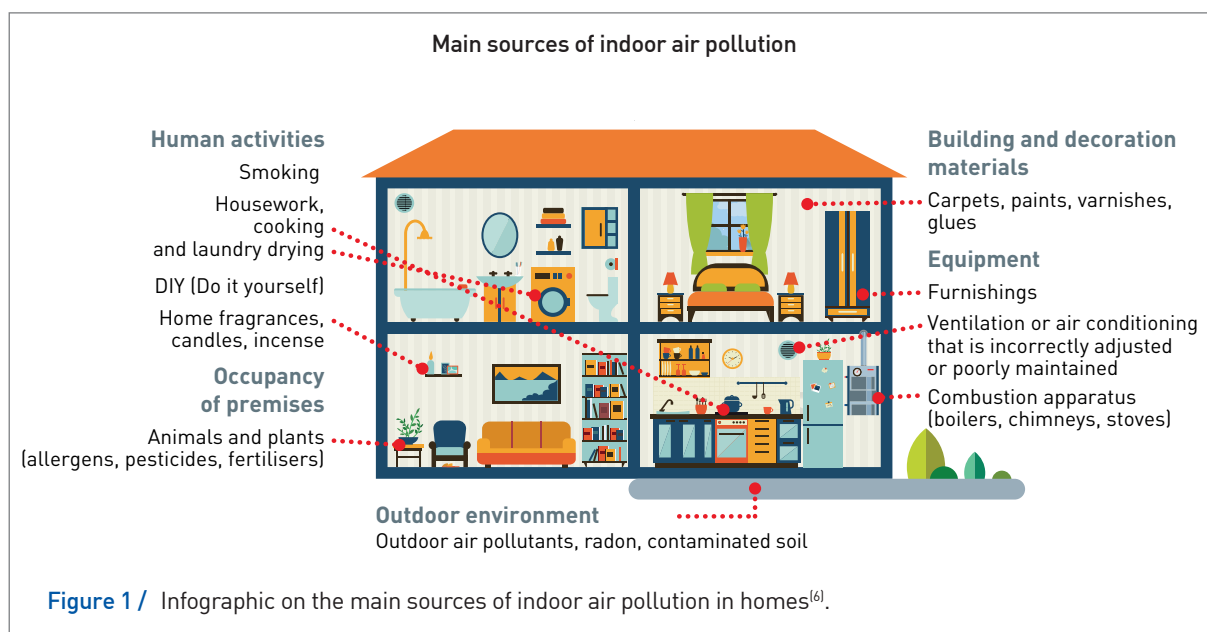 Main sources of indoor air pollution
Human activities
Smoking
Housework,
cooking
and laundry drying
DIY (Do it yourself)
Home fragrances,
candles, incense
Occupancy
of premises
Animals and plants
(allergens, pesticides, fertilisers)
Building and decoration
materials
Carpets, paints, varnishes,
glues
Equipment
Furnishings
Ventilation or air conditioning
that is incorrectly adjusted
or poorly maintained
Combustion apparatus
(boilers, chimneys, stoves)
Outdoor environment
Outdoor air pollutants, radon, contaminated soil
Figure 1 / Infographic on the main sources of indoor air pollution in homes(6).